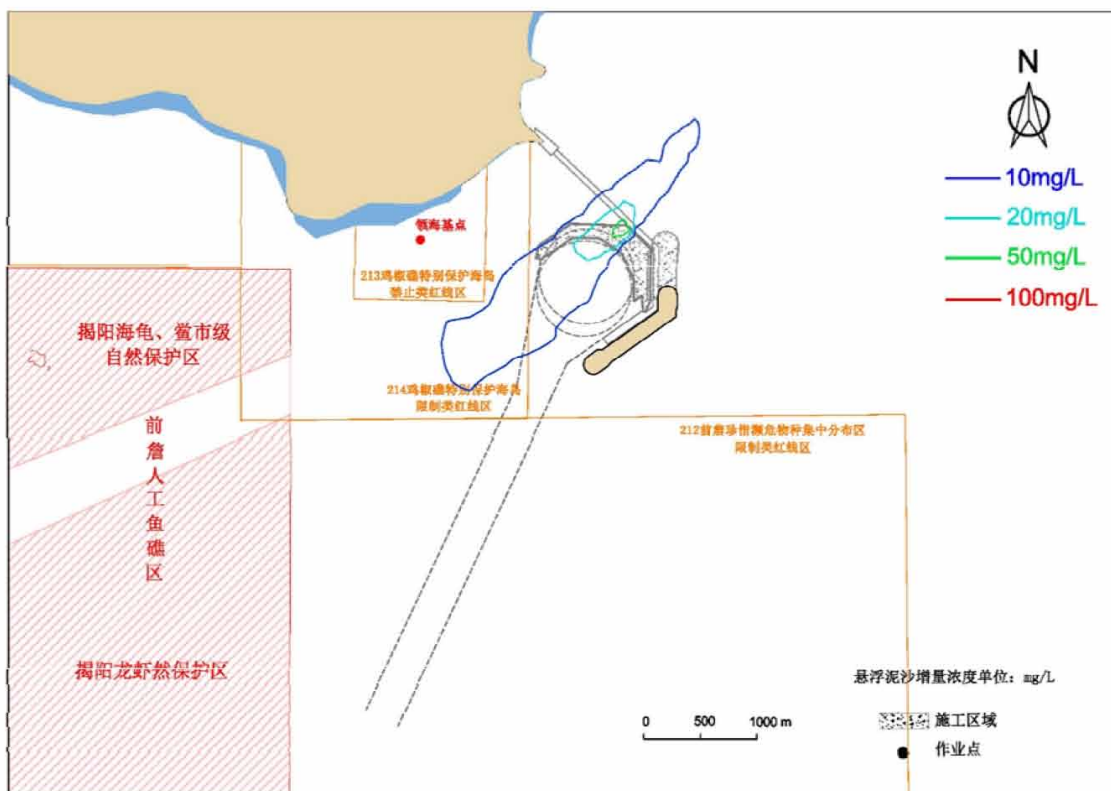 N
10mg/L
20mg/L
50mg/L
100mg/L
领海基点
213鸡椒礁特别保护海岛
禁止类红线区
揭阳海龟、鲎市级
自然保护区
214鸡椒礁特别保护海岛
限制类红线区
212前詹珍惜濒危物种集中分布区
限制类红线区
前詹人工鱼礁区
揭阳龙虾然保护区
悬浮泥沙增量浓度单位：mg/L
0 500 1000 m
施工区域
作业点